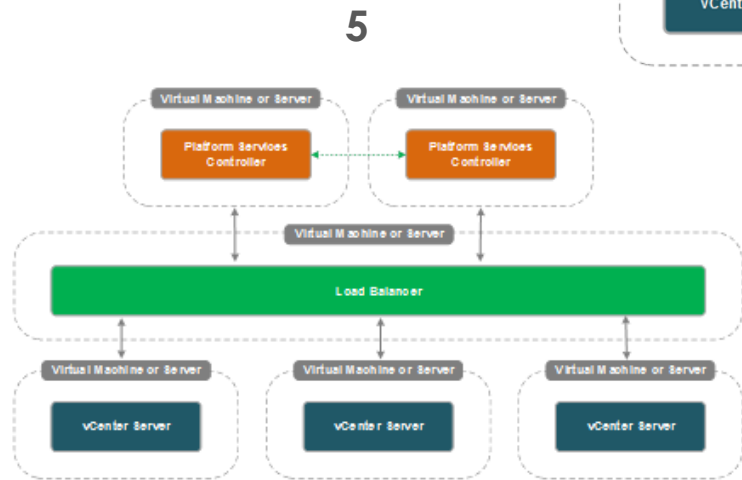 vCent
5
Virtual Machine or Server
Virtual Machine or Server
Platform Services
Controller
Platform Services
Controller
Virtual Machine or Server
Load Balancer
Virtual Machine or Server
Virtual Machine or Server
Virtual Machine or Server
vCenter Server
vCenter Server
vCenter Server